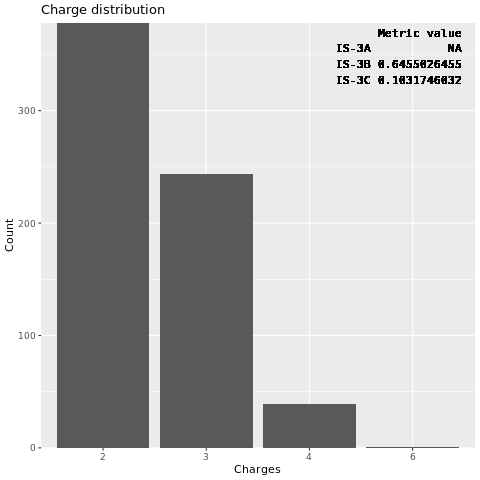 Charge distribution
Metric value
IS-3A NA
IS-3B 0.6455026455
IS-3C 0.1031746032
300
200
100
0
Count
2 3 4 6
Charges